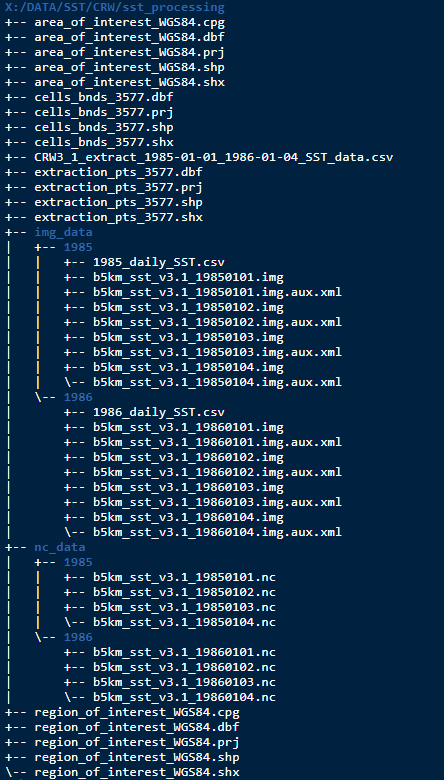 X:/DATA/SST/CRW/sst_processing
+-- area_of_interest_WGS84.cpg
+-- area_of_interest_WGS84.dbf
+-- area_of_interest_WGS84.prj
+-- area_of_interest_WGS84.shp
+-- area_of_interest_WGS84.shx
+-- cells_bnds_3577.dbf
+-- cells_bnds_3577.prj
+-- cells_bnds_3577.shp
+-- cells_bnds_3577.shx
+-- CRW3_1_extract_1985-01-01_1986-01-04_SST_data.csv
+-- extraction_pts_3577.dbf
+-- extraction_pts_3577.prj
+-- extraction_pts_3577.shp
+-- extraction_pts_3577.shx
+-- img_data
|   +-- 1985
|   |   +-- 1985_daily_SST.csv
|   |   +-- b5km_sst_v3.1_19850101.img
|   |   +-- b5km_sst_v3.1_19850101.img.aux.xml
|   |   +-- b5km_sst_v3.1_19850102.img
|   |   +-- b5km_sst_v3.1_19850102.img.aux.xml
|   |   +-- b5km_sst_v3.1_19850103.img
|   |   +-- b5km_sst_v3.1_19850103.img.aux.xml
|   |   +-- b5km_sst_v3.1_19850104.img
|   |   \-- b5km_sst_v3.1_19850104.img.aux.xml
|   \-- 1986
|       +-- 1986_daily_SST.csv
|       +-- b5km_sst_v3.1_19860101.img
|       +-- b5km_sst_v3.1_19860101.img.aux.xml
|       +-- b5km_sst_v3.1_19860102.img
|       +-- b5km_sst_v3.1_19860102.img.aux.xml
|       +-- b5km_sst_v3.1_19860103.img
|       +-- b5km_sst_v3.1_19860103.img.aux.xml
|       +-- b5km_sst_v3.1_19860104.img
|       \-- b5km_sst_v3.1_19860104.img.aux.xml
+-- nc_data
|   +-- 1985
|   |   +-- b5km_sst_v3.1_19850101.nc
|   |   +-- b5km_sst_v3.1_19850102.nc
|   |   +-- b5km_sst_v3.1_19850103.nc
|   |   \-- b5km_sst_v3.1_19850104.nc
|   \-- 1986
|       +-- b5km_sst_v3.1_19860101.nc
|       +-- b5km_sst_v3.1_19860102.nc
|       +-- b5km_sst_v3.1_19860103.nc
|       \-- b5km_sst_v3.1_19860104.nc
+-- region_of_interest_WGS84.cpg
+-- region_of_interest_WGS84.dbf
+-- region_of_interest_WGS84.prj
+-- region_of_interest_WGS84.shp
\-- region_of_interest_WGS84.shx